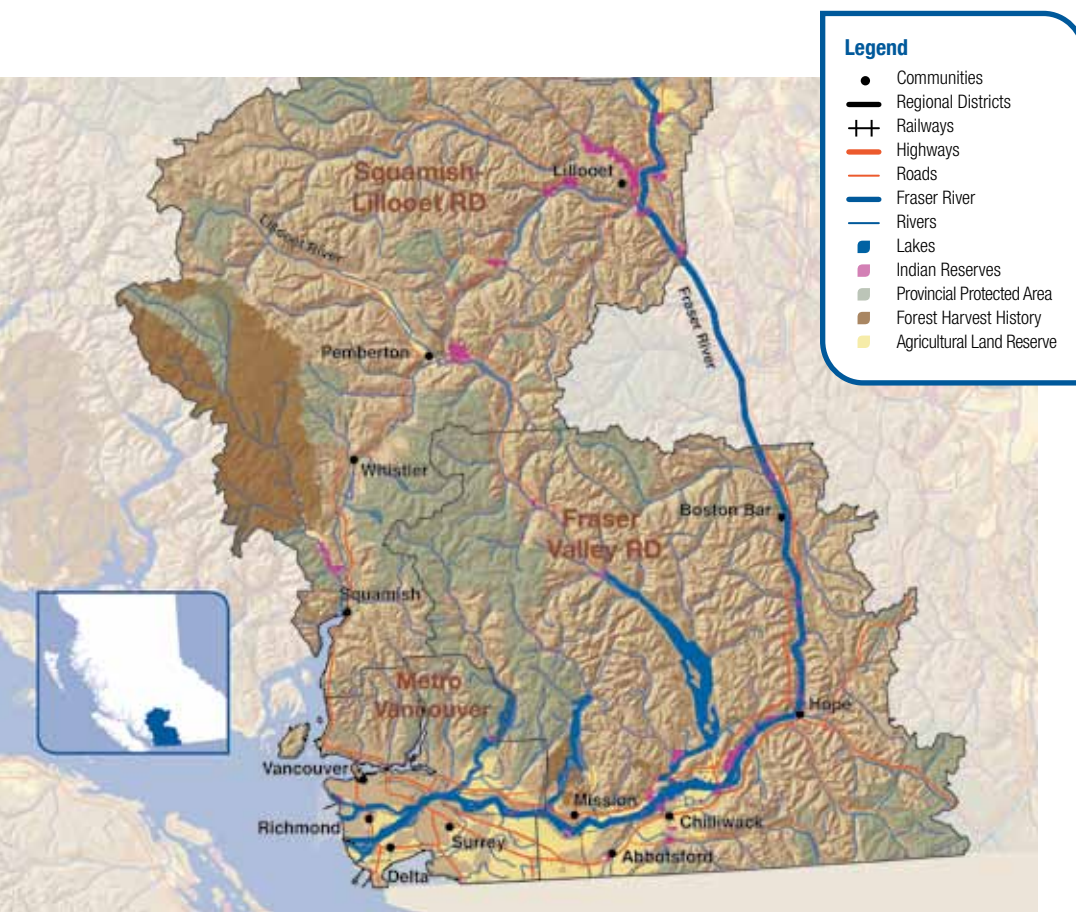 Legend
Communities
Regional Districts
Railways
Highways
Roads
Fraser River
Rivers
Lakes
Indian Reserves
Provincial Protected Area
Forest Harvest History
Agricultural Land Reserve
Squamish-
Lillooet RD
Lillooet
Lillooet River
Fraser River
Pemberton
Whistler
Boston Bar
Fraser
Valley RD
Squamish
Metro
Vancouver
Hope
Vancouver
Mission
Richmond
Chilliwack
Surrey
Abbotsford
Delta